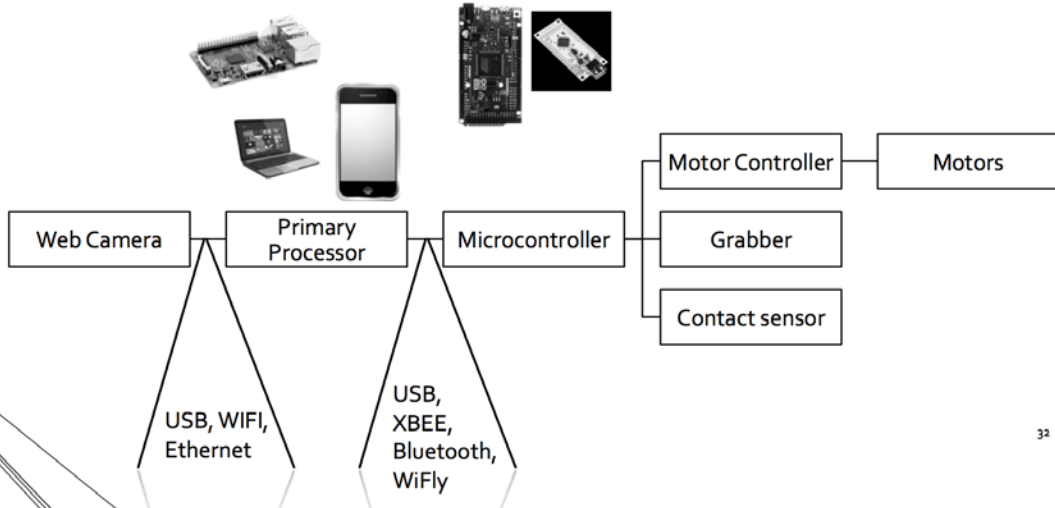 Motor Controller
Motors
Web Camera
Primary
Processor
Microcontroller
Grabber
Contact sensor
USB, WIFI,
Ethernet
USB,
XBEE,
Bluetooth,
WiFly
32